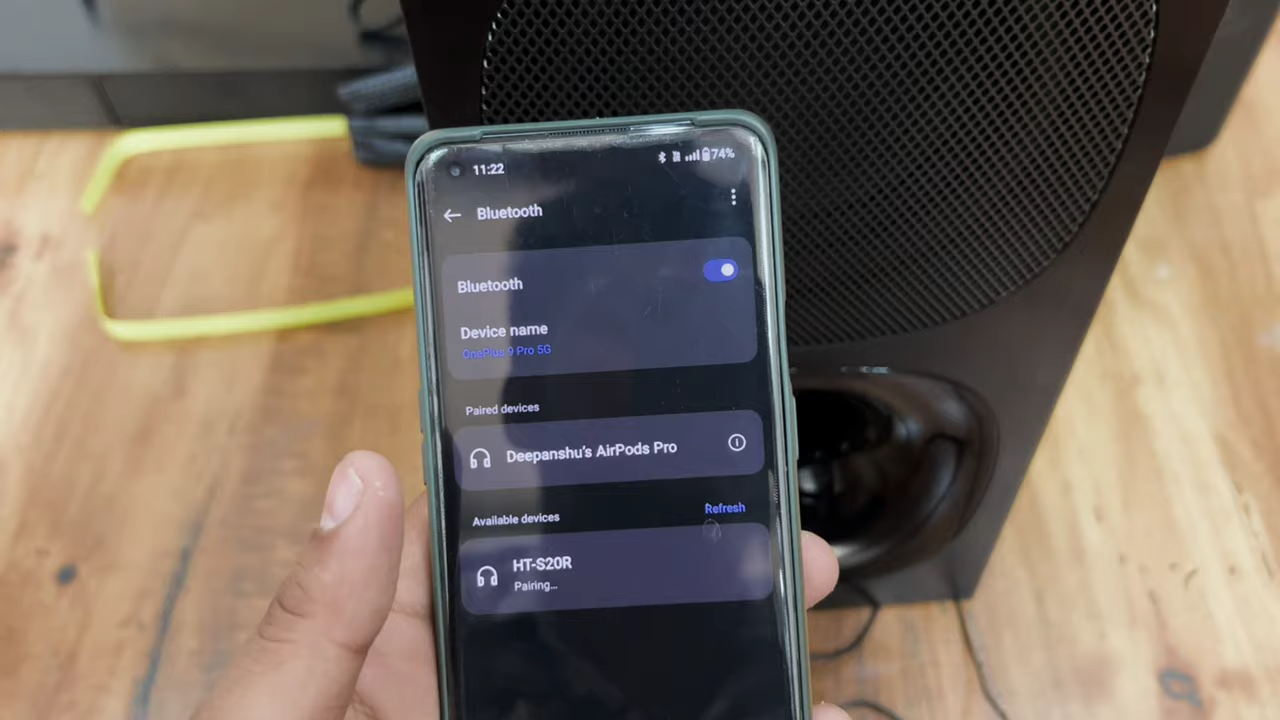 11:22
74%
Bluetooth
Bluetooth
Device name
OnePlus 9 Pro 5G
Paired devices
Deepanshu's AirPods Pro
Available devices
Refresh
HT-S20R
Pairing...